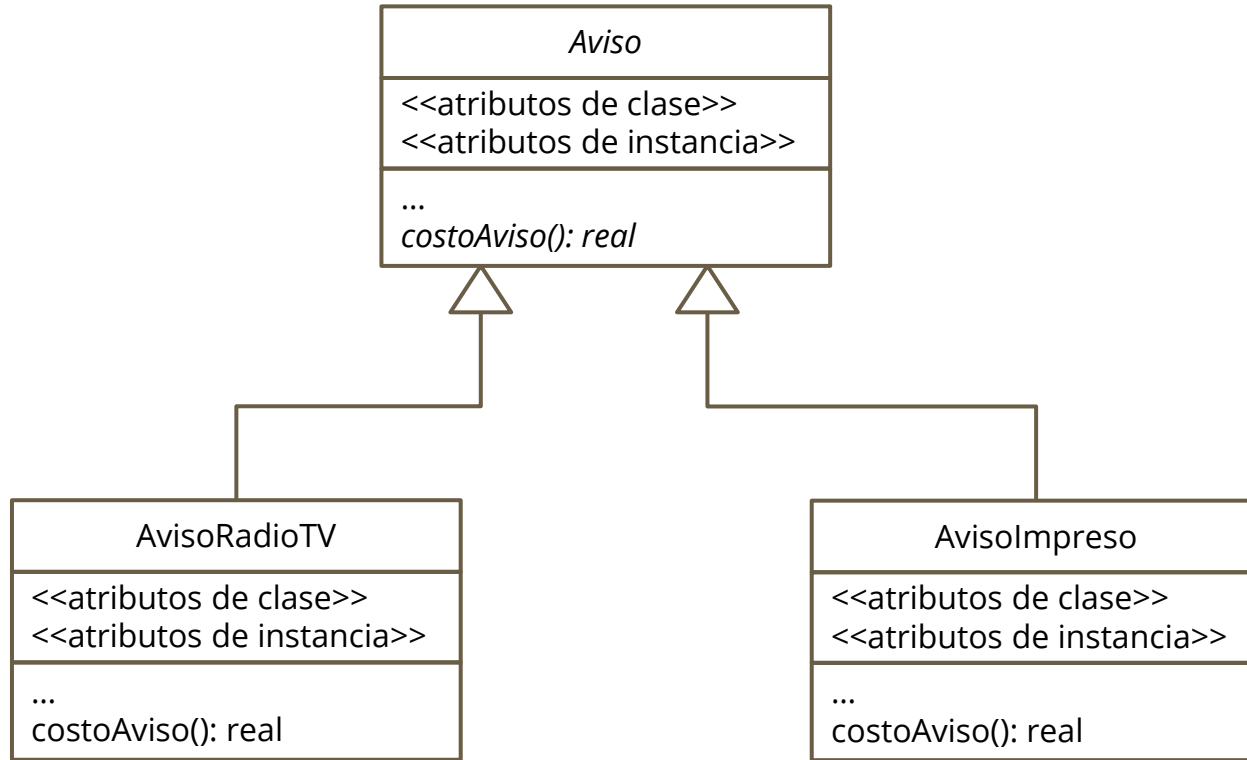 Aviso
<<atributos de clase>>
<<atributos de instancia>>
...
costoAviso(): real
AvisoRadioTV
<<atributos de clase>>
<<atributos de instancia>>
...
costoAviso(): real
AvisoImpreso
<<atributos de clase>>
<<atributos de instancia>>
...
costoAviso(): real